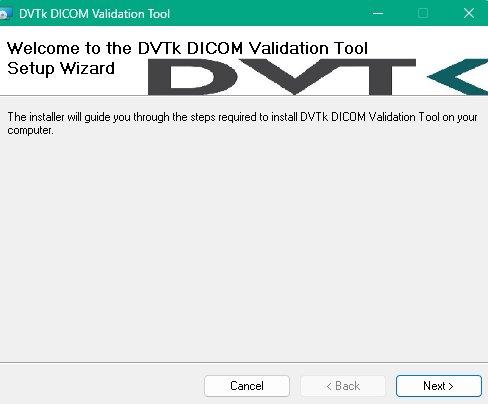 DVTk DICOM Validation Tool
Welcome to the DVTk DICOM Validation Tool
Setup Wizard
DVTk
The installer will guide you through the steps required to install DVTk DICOM Validation Tool on your
computer.
Cancel
< Back
Next >